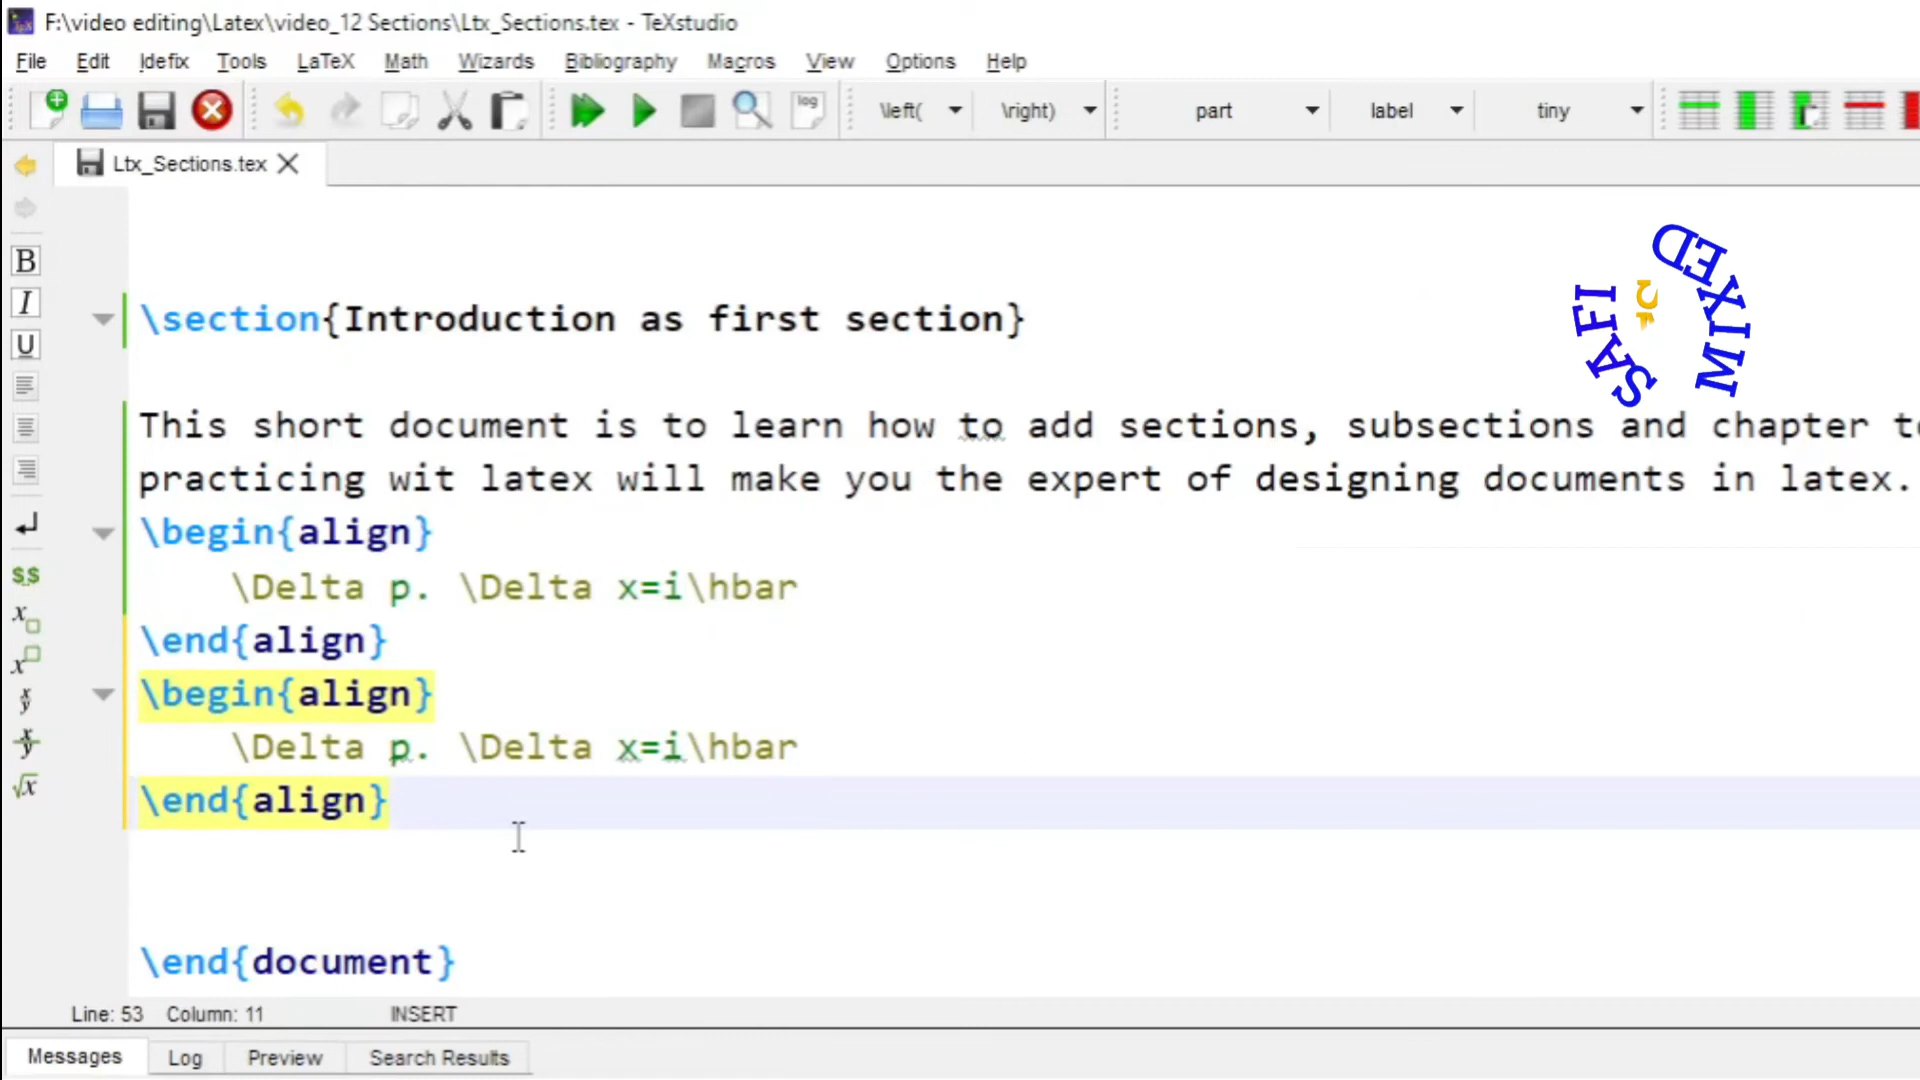 F:\video editing\Latex\video_12 Sections\Ltx_Sections.tex - TeXstudio
File Edit Idefix Tools LaTeX Math Wizards Bibliography Macros View Options Help
log \left( \right) part label tiny
Ltx_Sections.tex
\section{Introduction as first section}
This short document is to learn how to add sections, subsections and chapter
practicing wit latex will make you the expert of designing documents in latex.
\begin{align}
\Delta p. \Delta x=i\hbar
\end{align}
\begin{align}
\Delta p. \Delta x=i\hbar
\end{align}
\end{document}
B
I
U
$$
x
x
x
y
x
y
√x
SAFI
MIXED
Line: 53 Column: 11 INSERT
Messages Log Preview Search Results